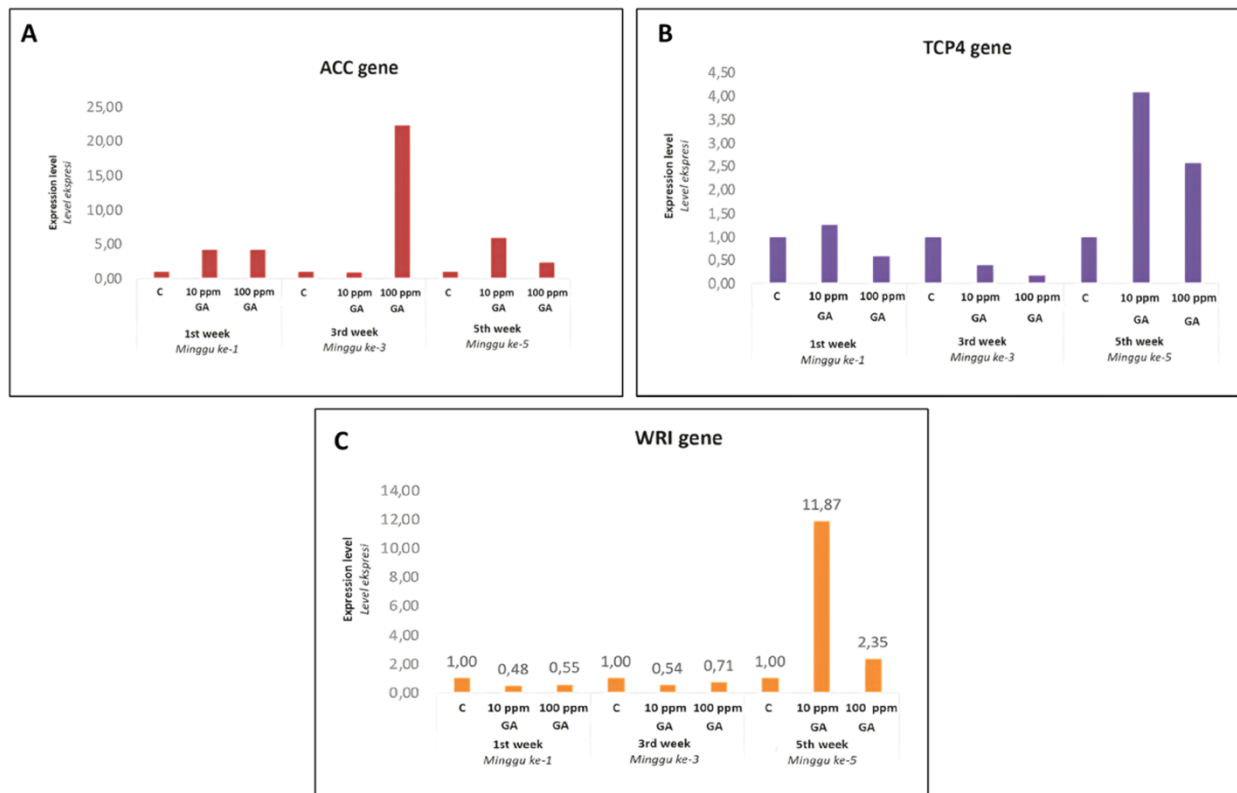 A
ACC gene
Expression level
Level ekspresi
25,00
20,00
15,00
10,00
5,00
0,00
C 10 ppm 100 ppm C 10 ppm 100 ppm C 10 ppm 100 ppm
GA GA GA GA GA GA
1st week 3rd week 5th week
Minggu ke-1 Minggu ke-3 Minggu ke-5
B
TCP4 gene
Expression level
Level ekspresi
4,50
4,00
3,50
3,00
2,50
2,00
1,50
1,00
0,50
0,00
C 10 ppm 100 ppm C 10 ppm 100 ppm C 10 ppm 100 ppm
GA GA GA GA GA GA
1st week 3rd week 5th week
Minggu ke-1 Minggu ke-3 Minggu ke-5
C
WRI gene
Expression level
Level ekspresi
14,00
12,00
10,00
8,00
6,00
4,00
2,00
0,00
1,00 0,48 0,55 1,00 0,54 0,71 1,00 11,87 2,35
C 10 ppm 100 ppm C 10 ppm 100 ppm C 10 ppm 100 ppm
GA GA GA GA GA GA
1st week 3rd week 5th week
Minggu ke-1 Minggu ke-3 Minggu ke-5